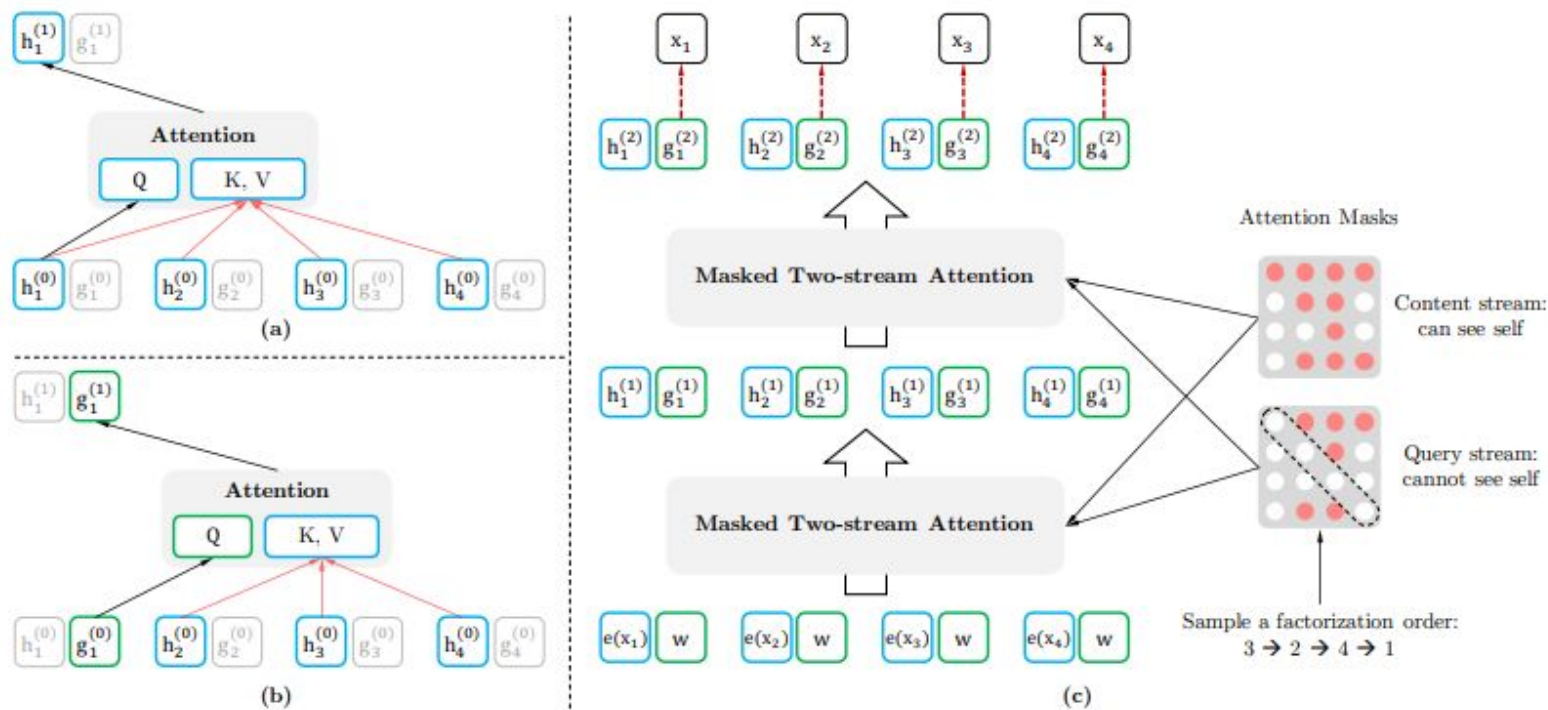 h₁⁽¹⁾ g₁⁽¹⁾
Attention
Q K, V
h₁⁽⁰⁾ g₁⁽⁰⁾ h₂⁽⁰⁾ g₂⁽⁰⁾ h₃⁽⁰⁾ g₃⁽⁰⁾ h₄⁽⁰⁾ g₄⁽⁰⁾
(a)
h₁⁽¹⁾ g₁⁽¹⁾
Attention
Q K, V
h₁⁽⁰⁾ g₁⁽⁰⁾ h₂⁽⁰⁾ g₂⁽⁰⁾ h₃⁽⁰⁾ g₃⁽⁰⁾ h₄⁽⁰⁾ g₄⁽⁰⁾
(b)
x₁ x₂ x₃ x₄
h₁⁽²⁾ g₁⁽²⁾ h₂⁽²⁾ g₂⁽²⁾ h₃⁽²⁾ g₃⁽²⁾ h₄⁽²⁾ g₄⁽²⁾
Masked Two-stream Attention
h₁⁽¹⁾ g₁⁽¹⁾ h₂⁽¹⁾ g₂⁽¹⁾ h₃⁽¹⁾ g₃⁽¹⁾ h₄⁽¹⁾ g₄⁽¹⁾
Masked Two-stream Attention
e(x₁) w e(x₂) w e(x₃) w e(x₄) w
(c)
Attention Masks
Content stream:
can see self
Query stream:
cannot see self
Sample a factorization order:
3 → 2 → 4 → 1